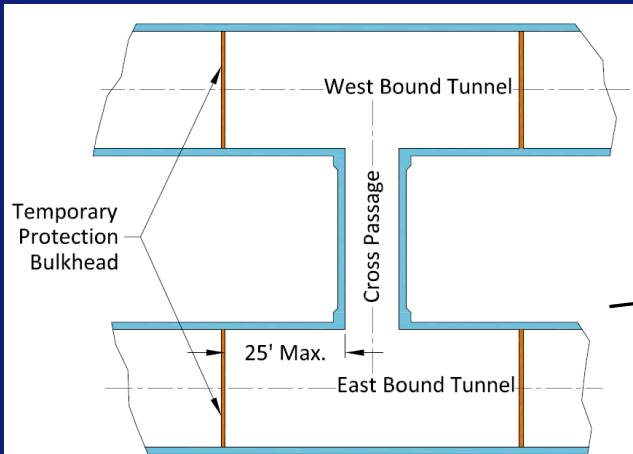 West Bound Tunnel
Temporary
Protection
Bulkhead
Cross Passage
25' Max.
East Bound Tunnel